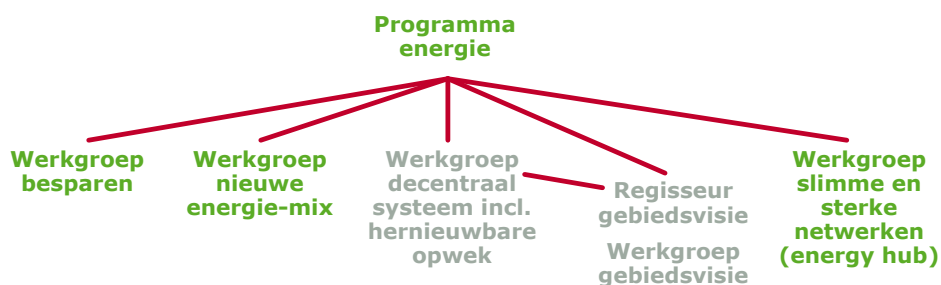 Programma
energie
Werkgroep
besparen
Werkgroep
nieuwe
energie-mix
Werkgroep
decentraal
systeem incl.
hernieuwbare
opwek
Regisseur
gebiedsvisie
Werkgroep
gebiedsvisie
Werkgroep
slimme en
sterke
netwerken
(energy hub)